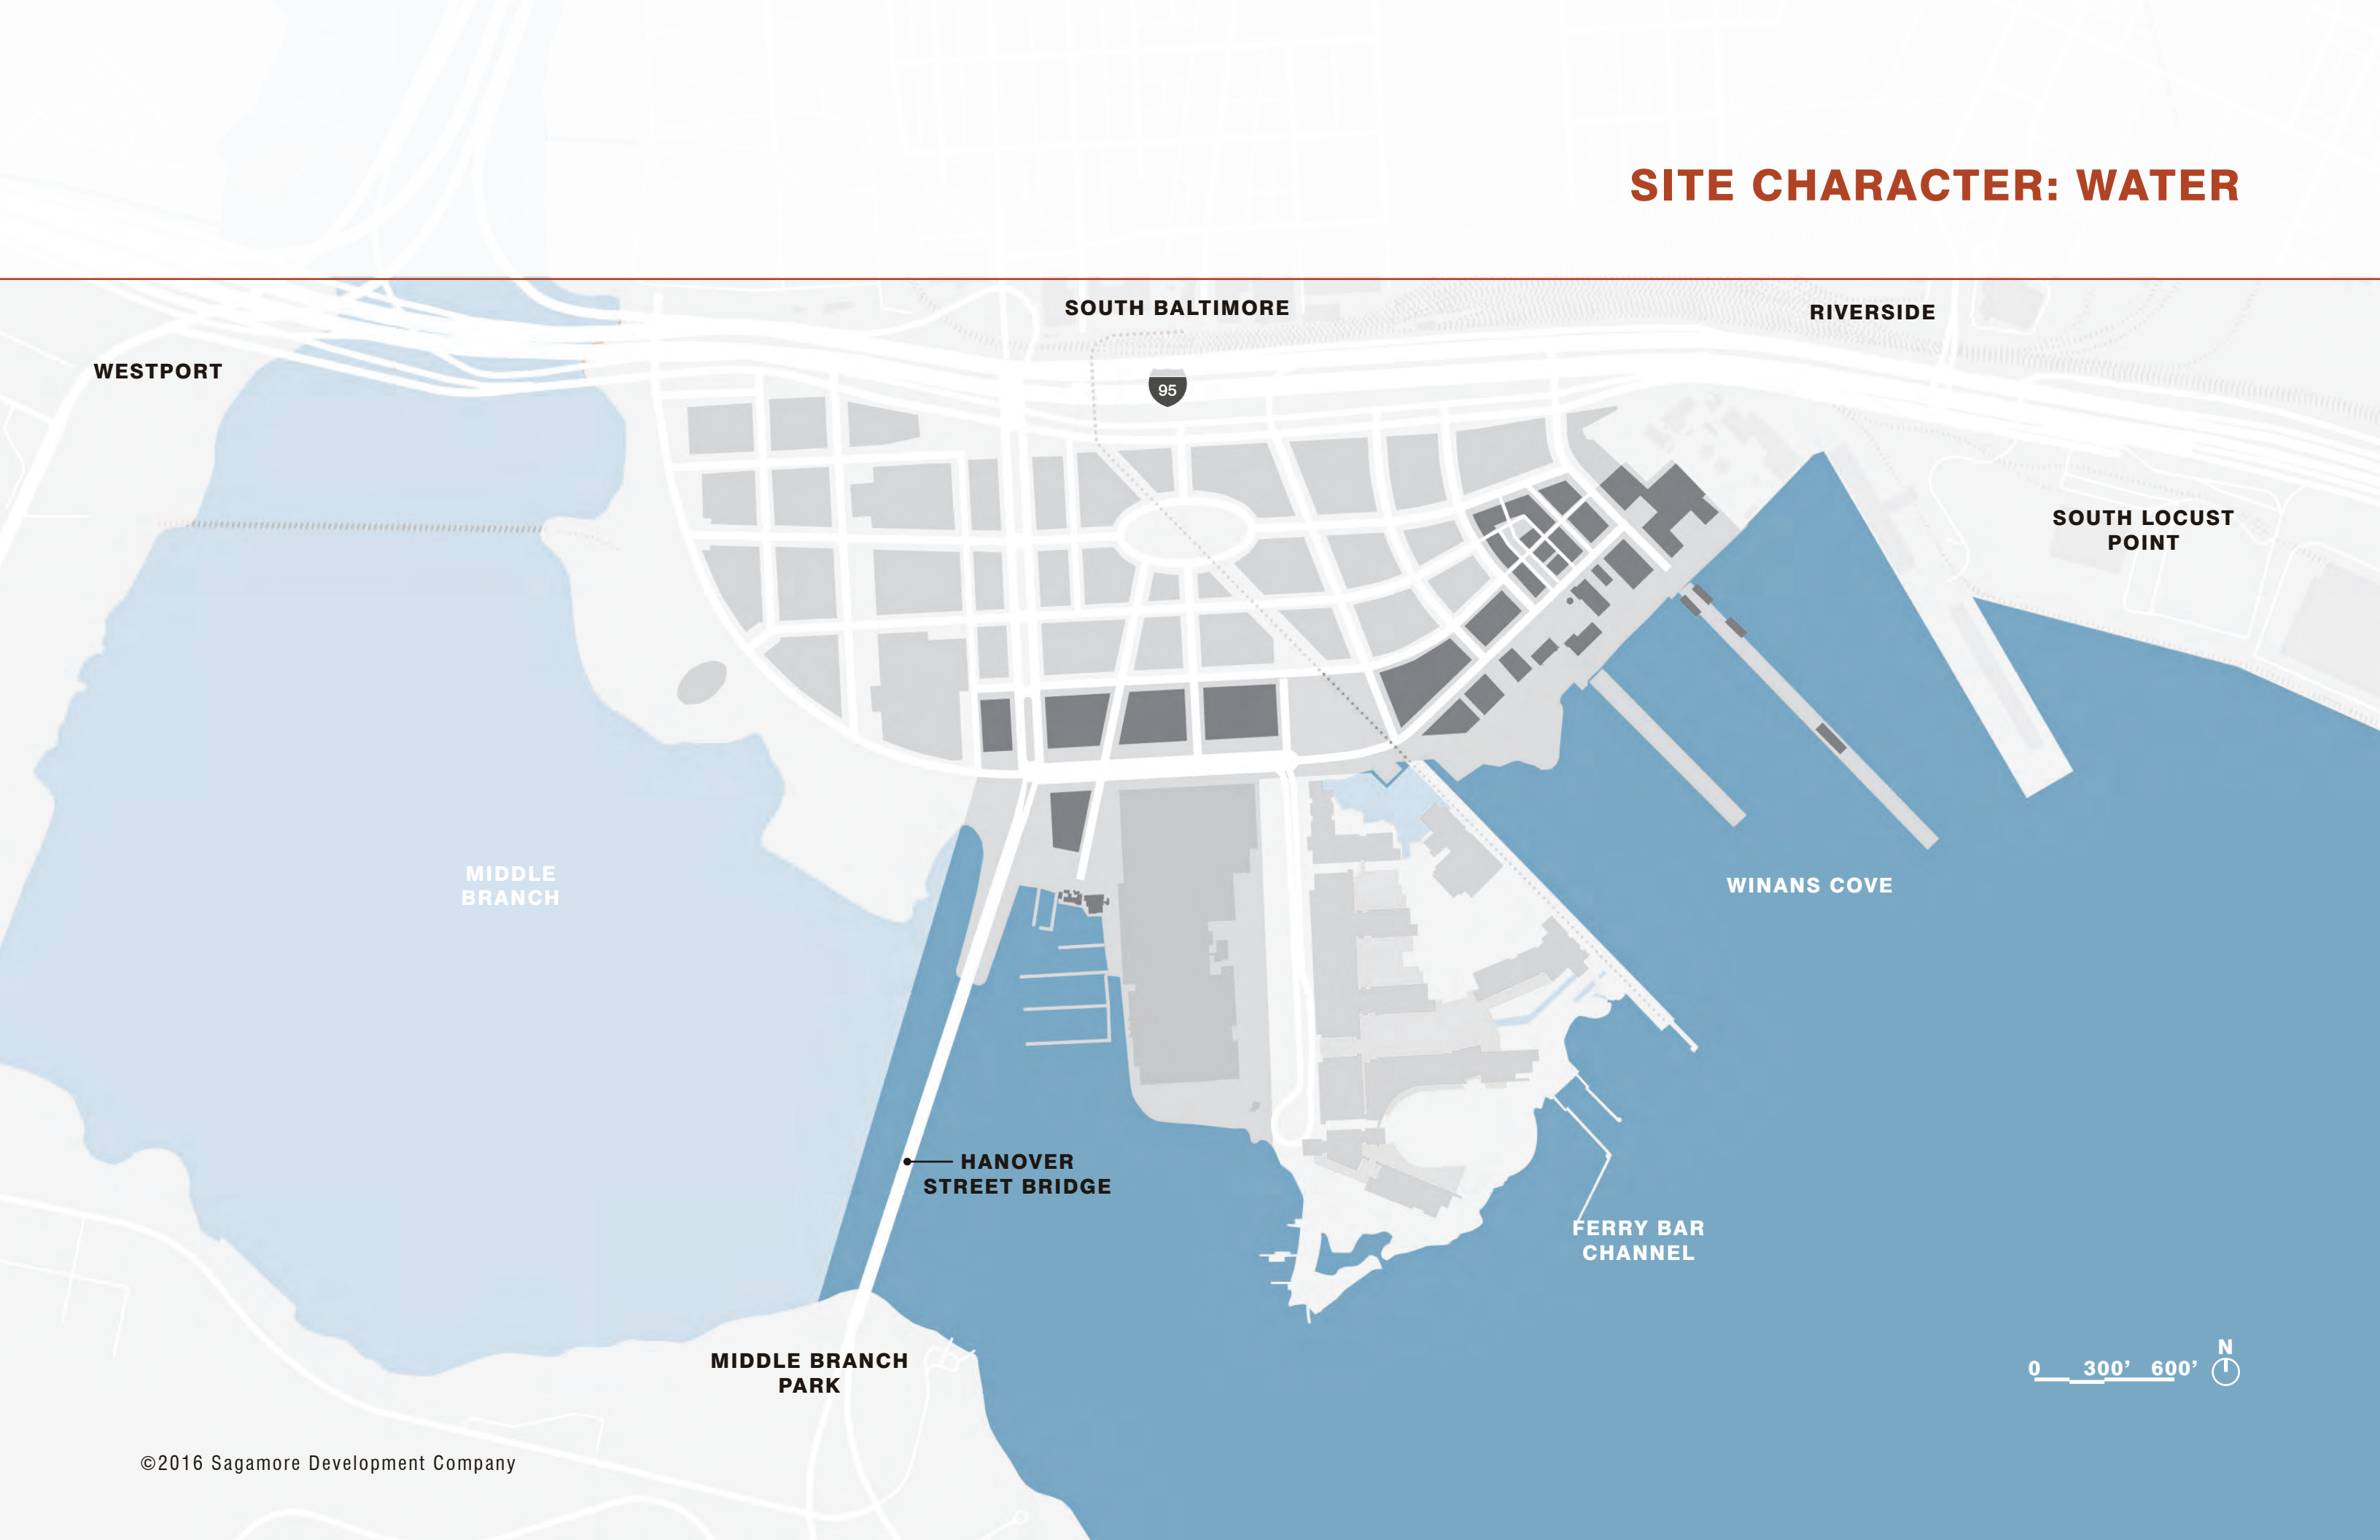 SITE CHARACTER: WATER
SOUTH BALTIMORE
RIVERSIDE
WESTPORT
95
SOUTH LOCUST
POINT
MIDDLE
BRANCH
WINANS COVE
HANOVER
STREET BRIDGE
FERRY BAR
CHANNEL
MIDDLE BRANCH
PARK
N
0 300’ 600’
©2016 Sagamore Development Company